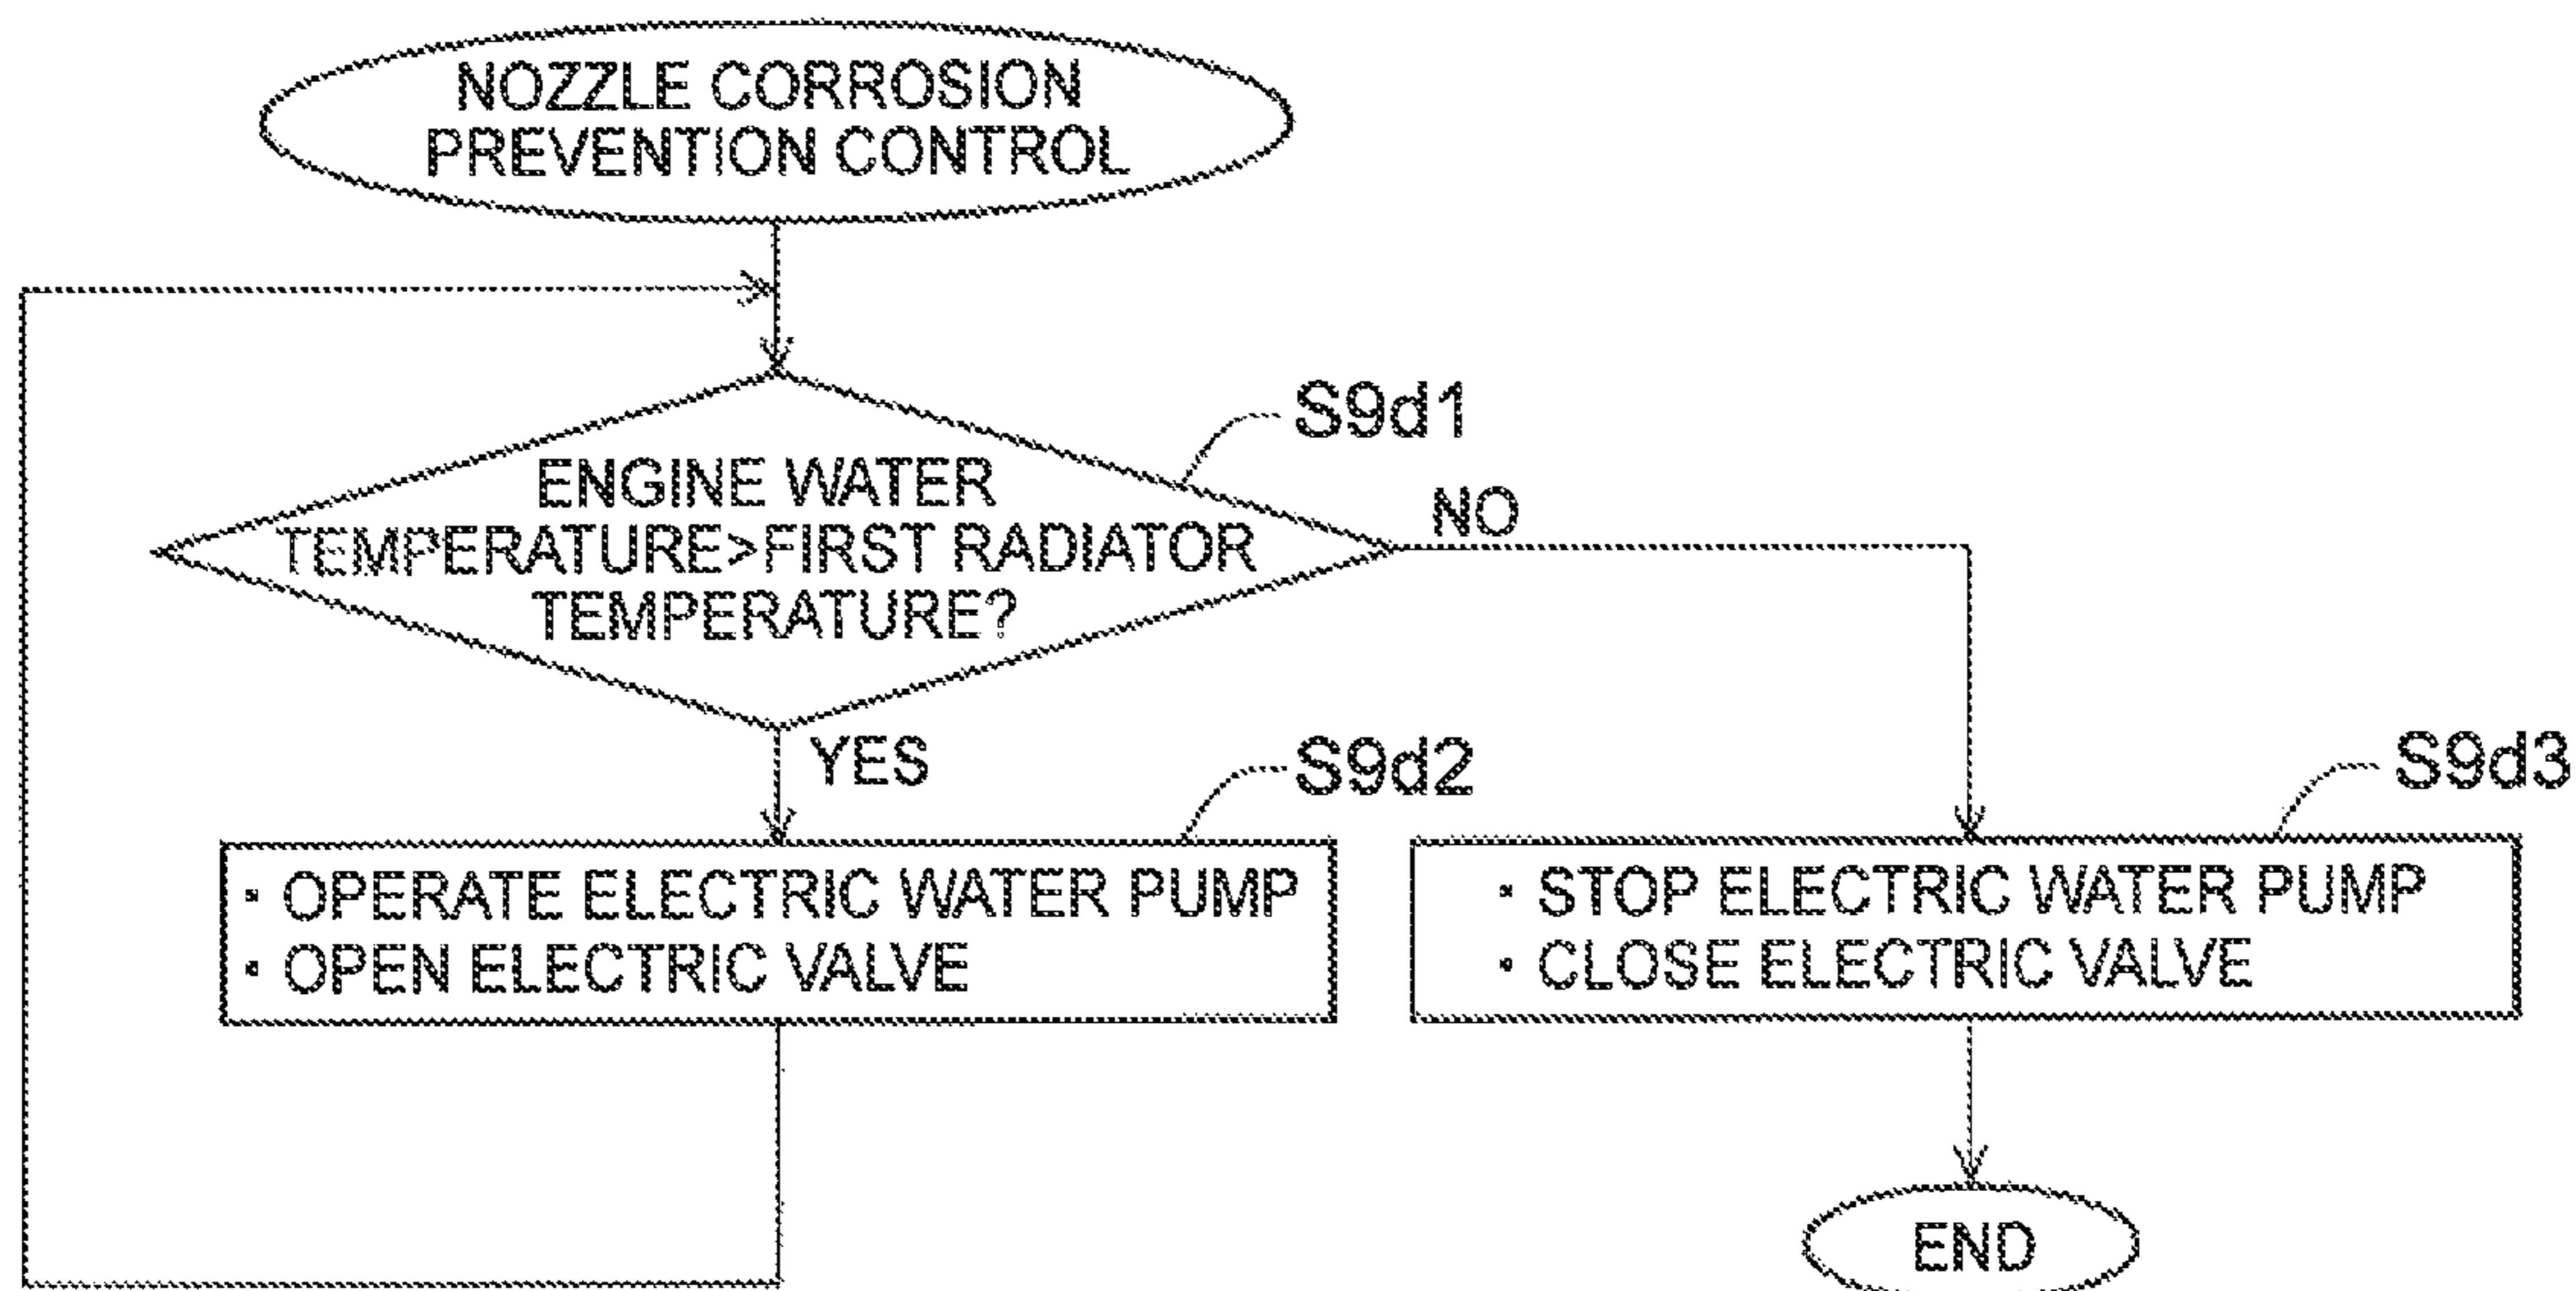 NOZZLE CORROSION
PREVENTION CONTROL
S9d1
ENGINE WATER
TEMPERATURE>FIRST RADIATOR
TEMPERATURE?
NO
YES
S9d2
S9d3
· OPERATE ELECTRIC WATER PUMP
· OPEN ELECTRIC VALVE
· STOP ELECTRIC WATER PUMP
· CLOSE ELECTRIC VALVE
END